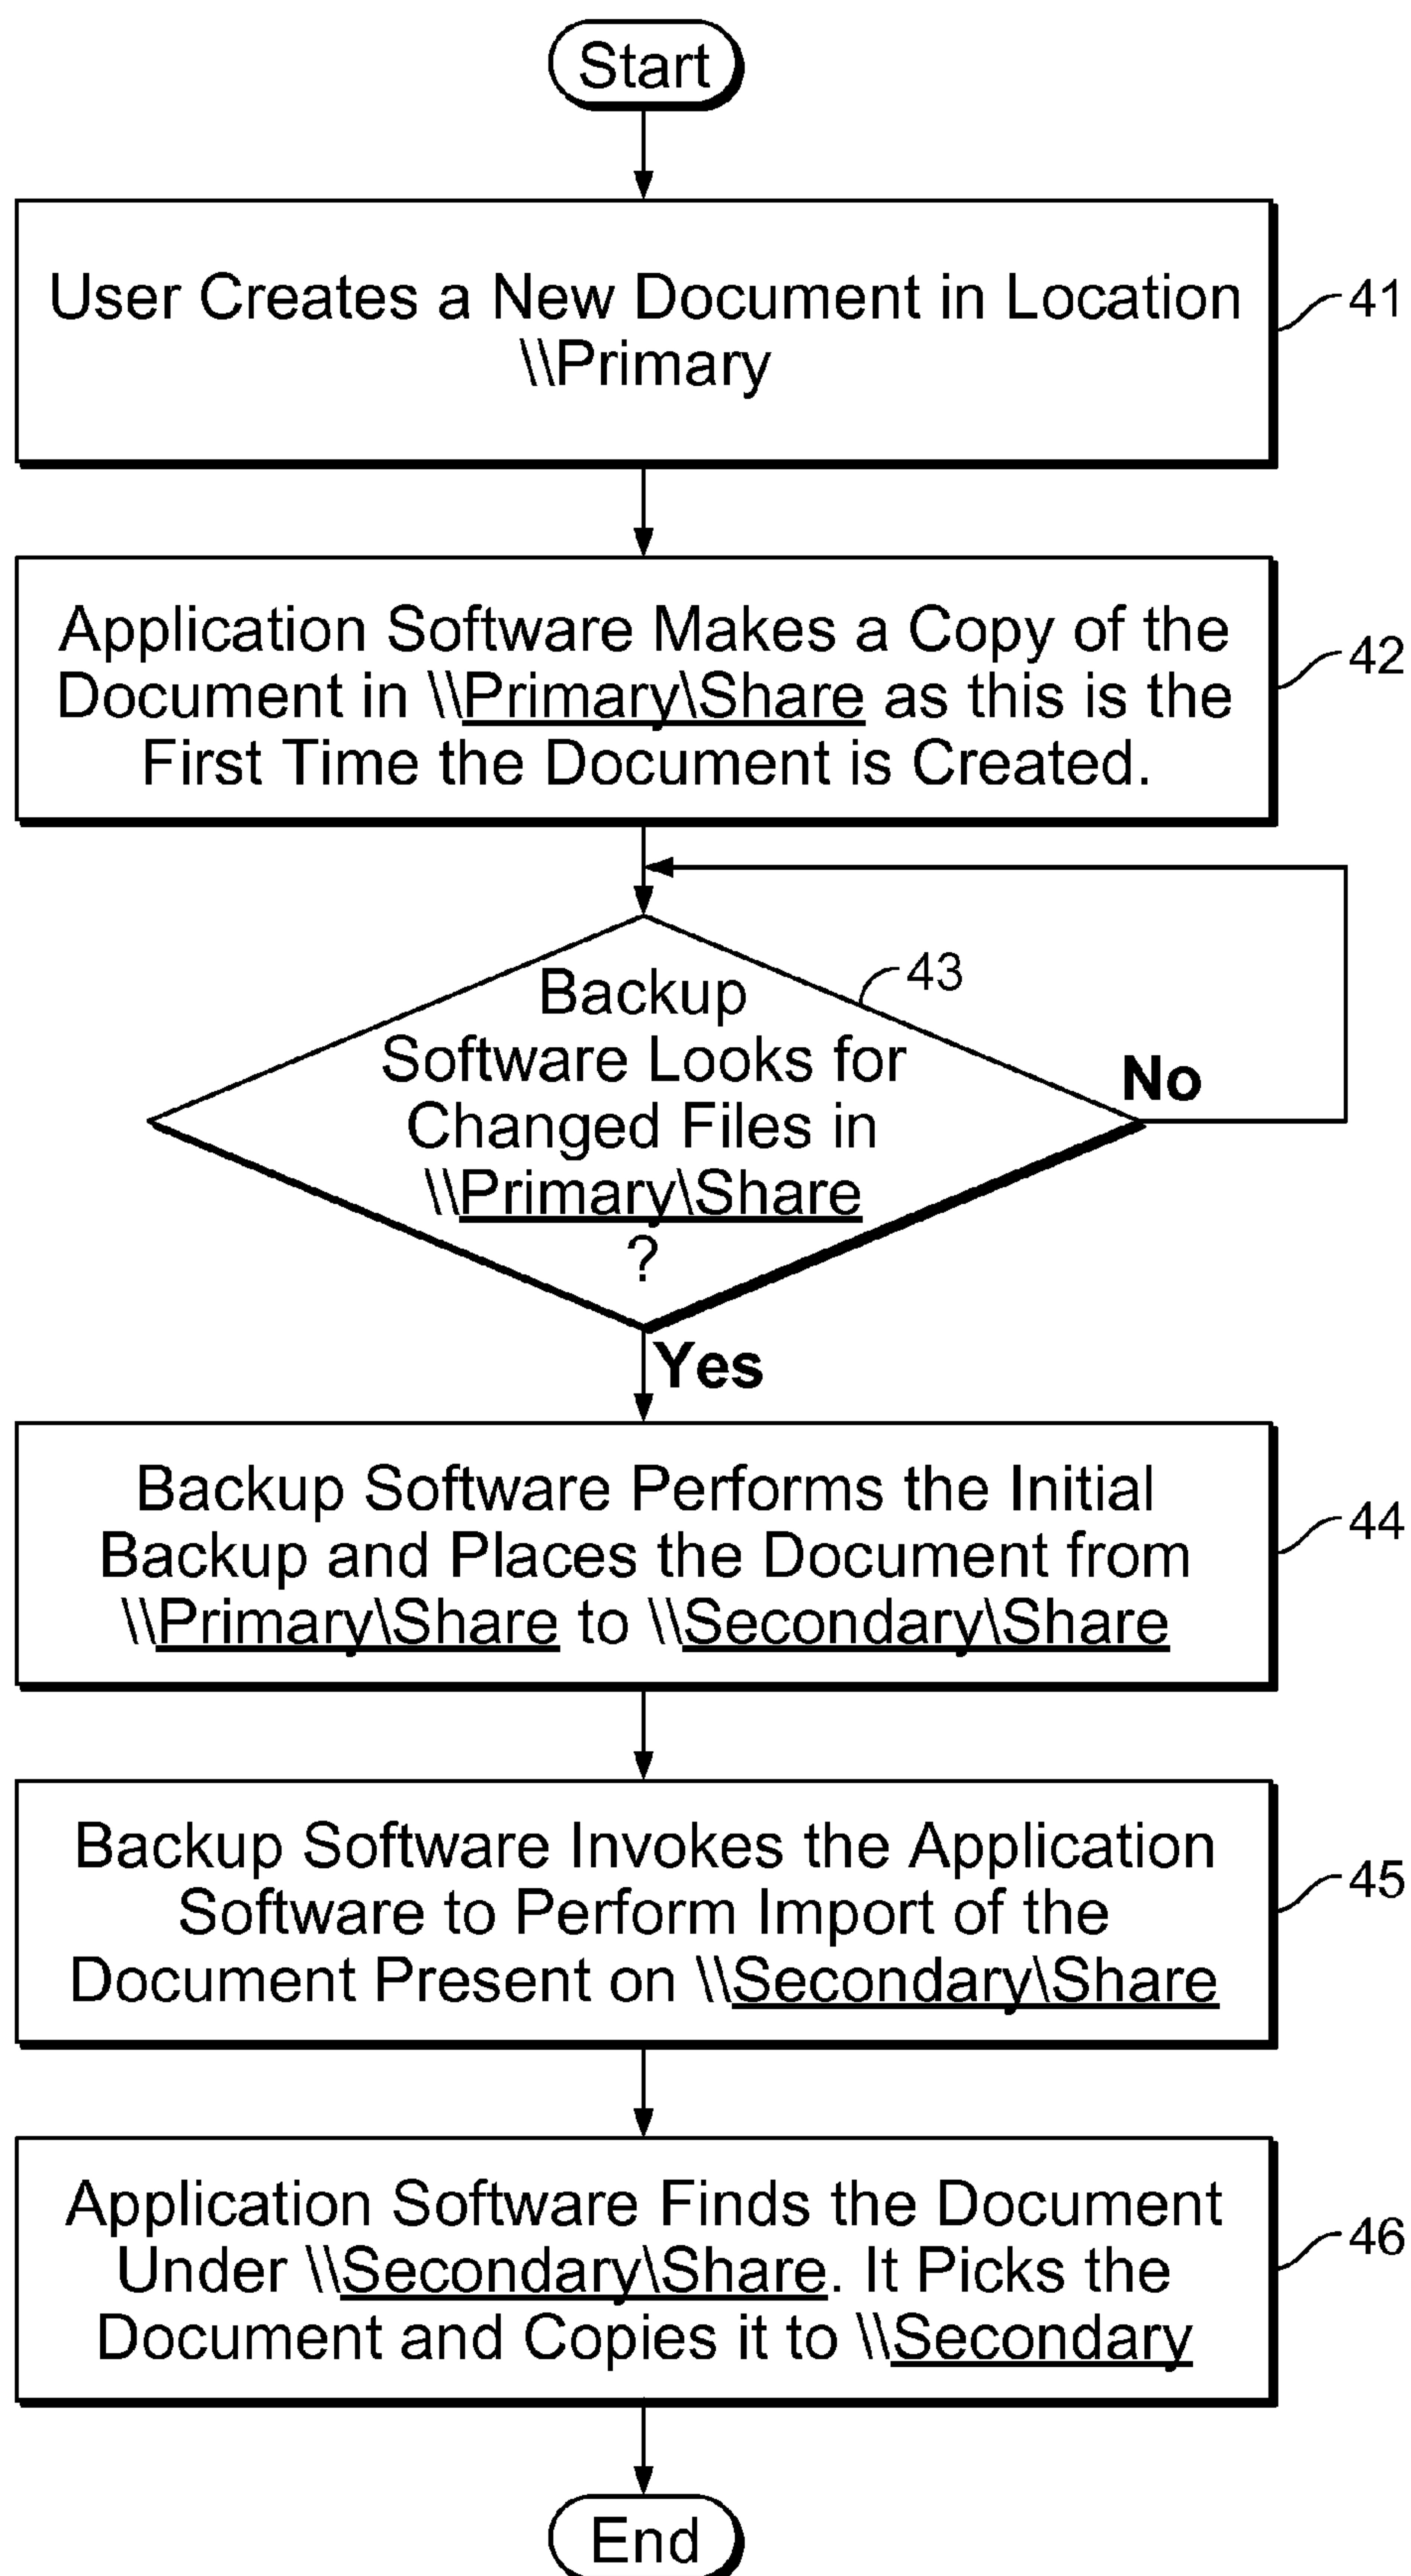 Start
User Creates a New Document in Location
\\Primary
41
Application Software Makes a Copy of the
Document in \\Primary\Share as this is the
First Time the Document is Created.
42
Backup
Software Looks for
Changed Files in
\\Primary\Share
?
43
No
Yes
Backup Software Performs the Initial
Backup and Places the Document from
\\Primary\Share to \\Secondary\Share
44
Backup Software Invokes the Application
Software to Perform Import of the
Document Present on \\Secondary\Share
45
Application Software Finds the Document
Under \\Secondary\Share. It Picks the
Document and Copies it to \\Secondary
46
End